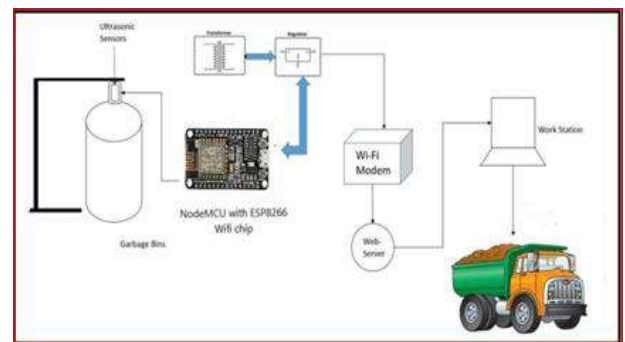 Ultrasonic
Sensors
Transformer
Regulator
Work Station
Wi-Fi
Modem
NodeMCU with ESP8266
Wifi chip
Web-
Server
Garbage Bins